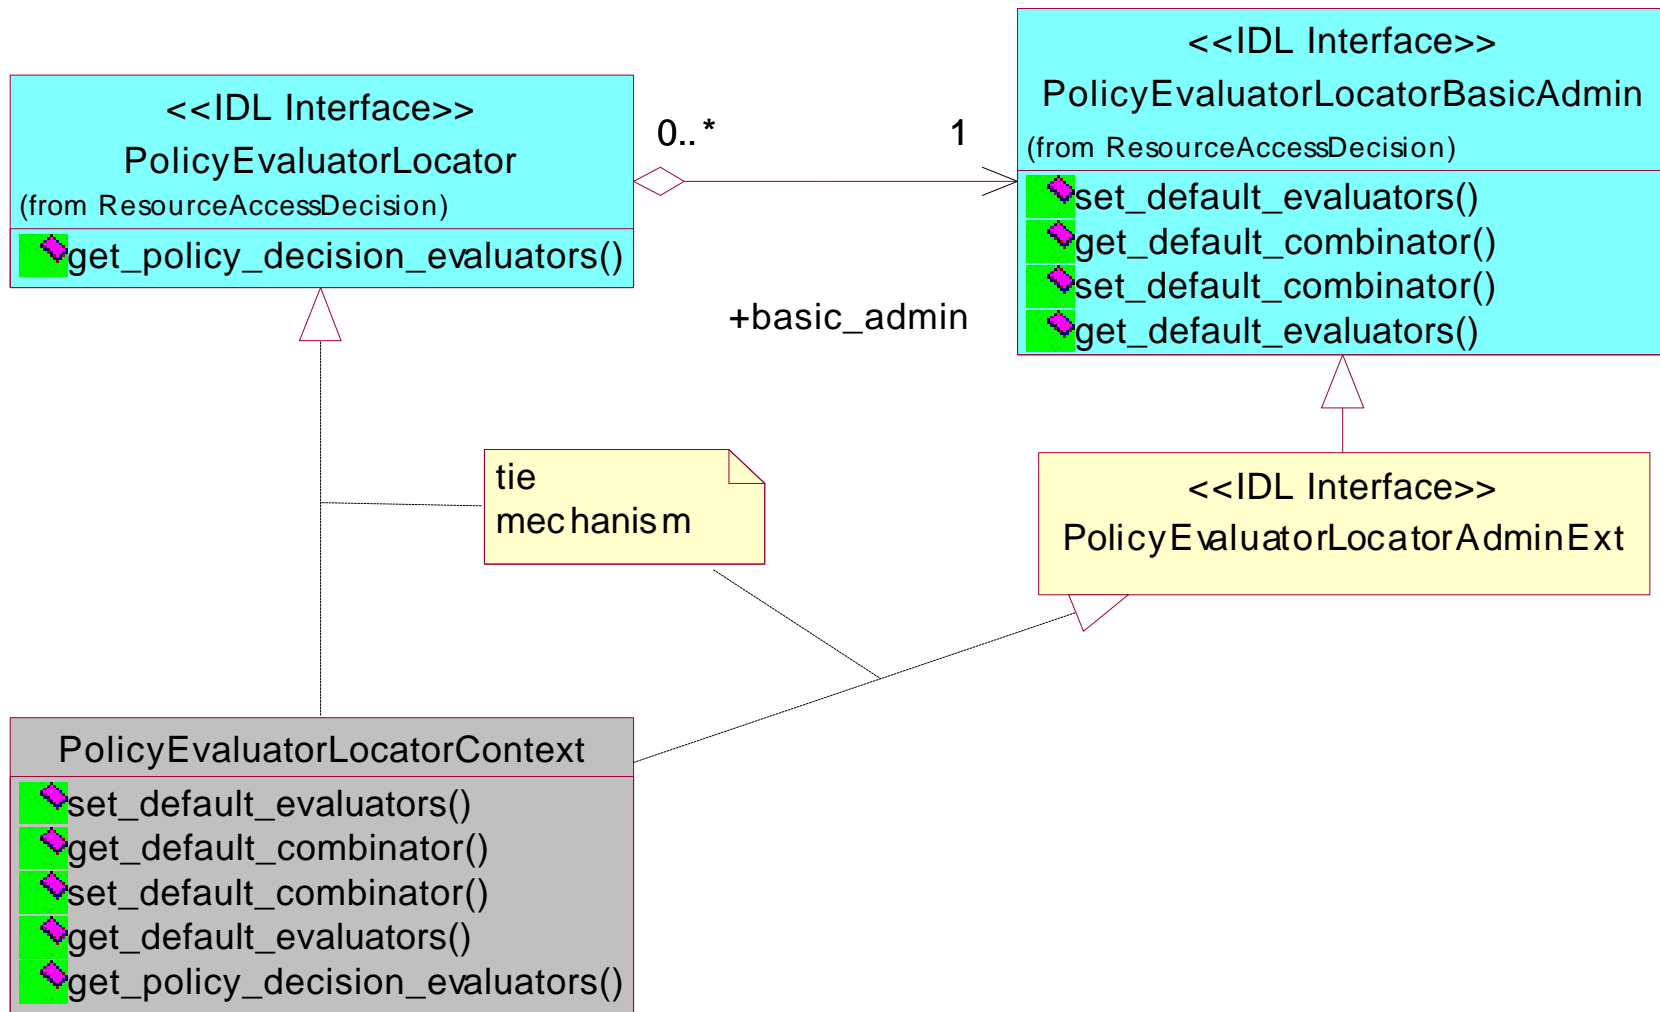 <<IDL Interface>>
PolicyEvaluatorLocator
(from ResourceAccessDecision)
get_policy_decision_evaluators()
0..*
1
+basic_admin
<<IDL Interface>>
PolicyEvaluatorLocatorBasicAdmin
(from ResourceAccessDecision)
set_default_evaluators()
get_default_combinator()
set_default_combinator()
get_default_evaluators()
tie
mechanism
<<IDL Interface>>
PolicyEvaluatorLocatorAdminExt
PolicyEvaluatorLocatorContext
set_default_evaluators()
get_default_combinator()
set_default_combinator()
get_default_evaluators()
get_policy_decision_evaluators()